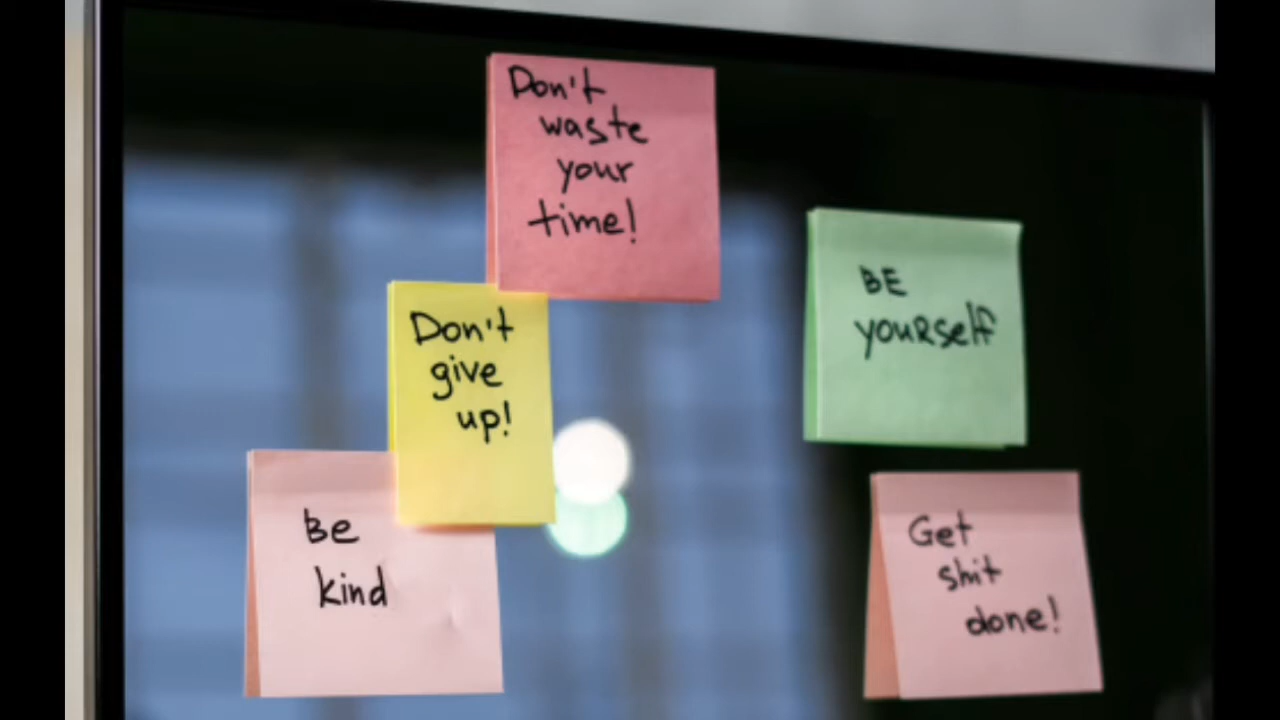 Don't
waste
your
time!
Don't
give
up!
Be
kind
BE
youRself
Get
shit
done!